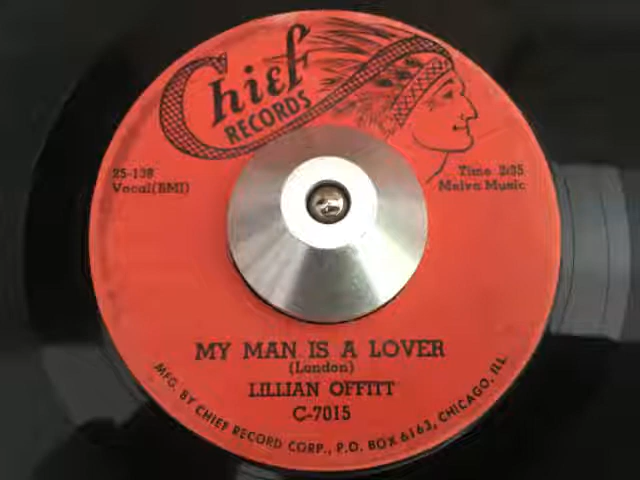 Chief
RECORDS
25-138
Vocal(BMI)
Time 2:35
Melva Music
MY MAN IS A LOVER
(London)
LILLIAN OFFITT
C-7015
MFG. BY CHIEF RECORD CORP., P.O. BOX 6163, CHICAGO, ILL